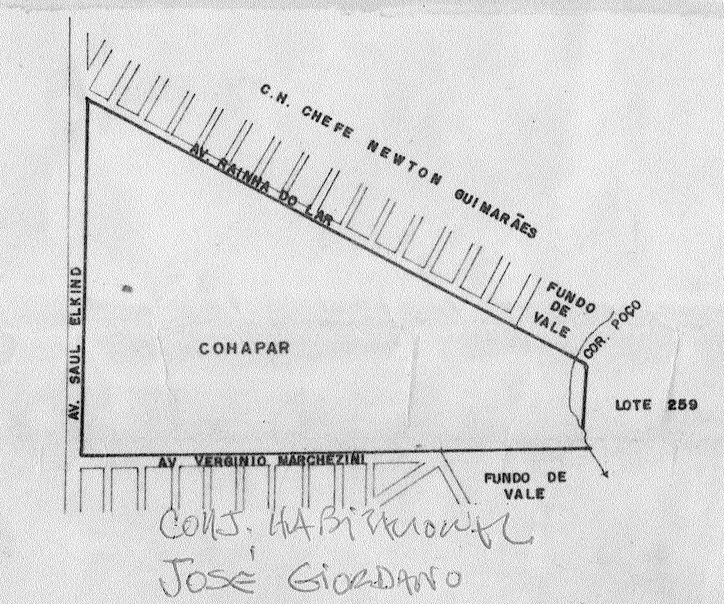 C.H. CHEFE NEWTON GUIMARÃES
AV. RAINHA DO LAR
FUNDO
DE
VALE
COR. POÇO
AV. SAUL ELKIND
COHAPAR
LOTE 259
AV. VERGINIO MARCHEZINI
FUNDO DE
VALE
CONJ. HABITACIONAL
JOSÉ GIORDANO